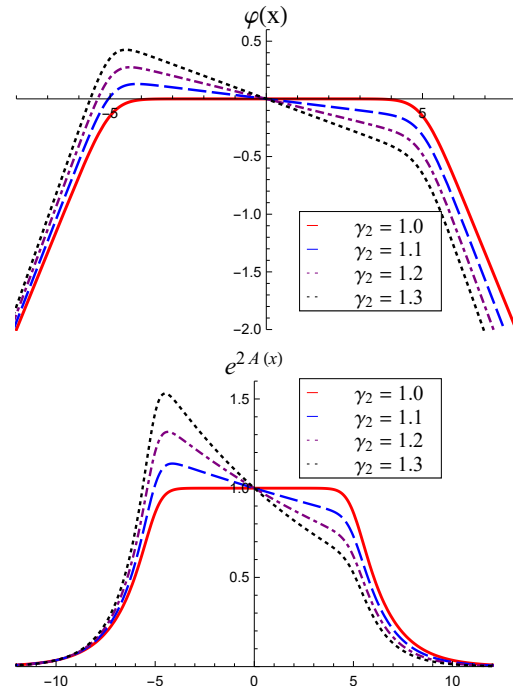 φ(x)
0.5
-5
5
-0.5
-1.0
-1.5
-2.0
γ₂ = 1.0
γ₂ = 1.1
γ₂ = 1.2
γ₂ = 1.3
e^{2 A (x)}
1.5
1.0
0.5
γ₂ = 1.0
γ₂ = 1.1
γ₂ = 1.2
γ₂ = 1.3
-10 -5 0 5 10